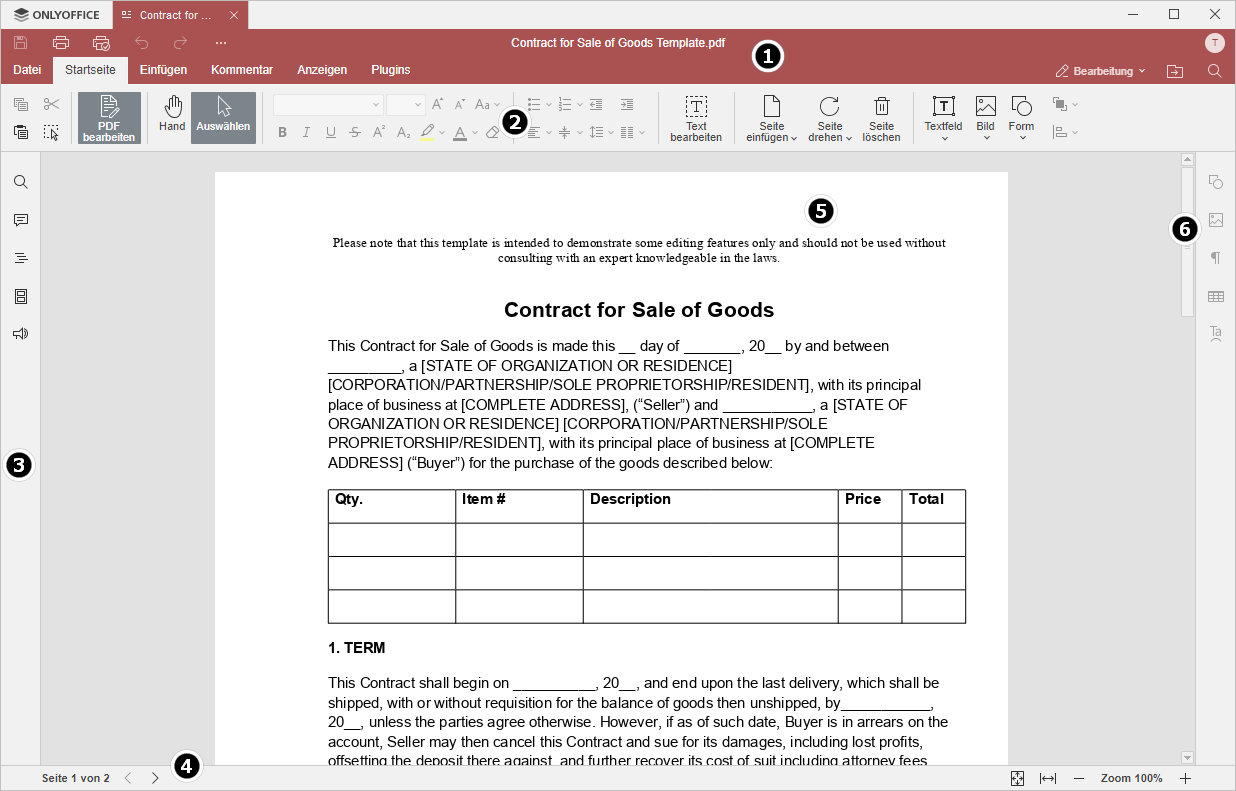 ONLYOFFICE
Contract for ...
Contract for Sale of Goods Template.pdf
1
T
Datei
Startseite
Einfügen
Kommentar
Anzeigen
Plugins
Bearbeitung
PDF
bearbeiten
Hand
Auswählen
Aa
B I U S A² A₂ A
2
Text
bearbeiten
Seite
einfügen
Seite
drehen
Seite
löschen
Textfeld
Bild
Form
5
6
Please note that this template is intended to demonstrate some editing features only and should not be used without
consulting with an expert knowledgeable in the laws.
Contract for Sale of Goods
This Contract for Sale of Goods is made this __ day of _______, 20__ by and between
_________, a [STATE OF ORGANIZATION OR RESIDENCE]
[CORPORATION/PARTNERSHIP/SOLE PROPRIETORSHIP/RESIDENT], with its principal
place of business at [COMPLETE ADDRESS], (“Seller”) and ___________, a [STATE OF
ORGANIZATION OR RESIDENCE] [CORPORATION/PARTNERSHIP/SOLE
PROPRIETORSHIP/RESIDENT], with its principal place of business at [COMPLETE
ADDRESS] (“Buyer”) for the purchase of the goods described below:
3
Qty. Item # Description Price Total
1. TERM
This Contract shall begin on __________, 20__, and end upon the last delivery, which shall be
shipped, with or without requisition for the balance of goods then unshipped, by___________,
20__, unless the parties agree otherwise. However, if as of such date, Buyer is in arrears on the
account, Seller may then cancel this Contract and sue for its damages, including lost profits,
offsetting the deposit there against, and further recover its cost of suit including attorney fees
4
Seite 1 von 2
Zoom 100%